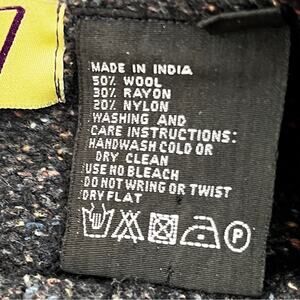 MADE IN INDIA
50% WOOL
30% RAYON
20% NYLON
WASHING AND
CARE INSTRUCTIONS:
HANDWASH COLD OR
DRY CLEAN
USE NO BLEACH
DO NOT WRING OR TWIST
DRY FLAT
P